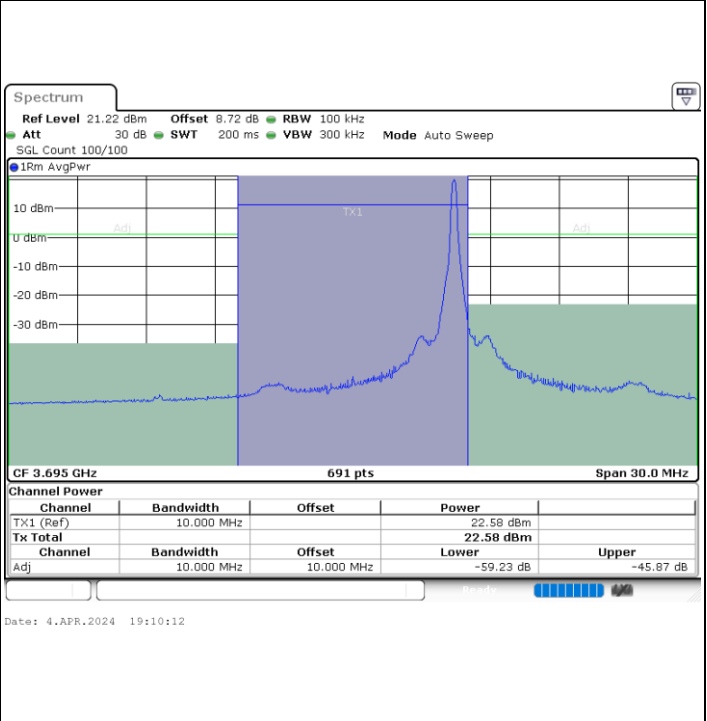 Spectrum
Ref Level 21.22 dBm Offset 8.72 dB RBW 100 kHz
Att 30 dB SWT 200 ms VBW 300 kHz Mode Auto Sweep
SGL Count 100/100
1Rm AvgPwr
10 dBm
TX1
Adj
Adj
0 dBm
-10 dBm
-20 dBm
-30 dBm
CF 3.695 GHz 691 pts Span 30.0 MHz
Channel Power
Channel Bandwidth Offset Power
TX1 (Ref) 10.000 MHz 22.58 dBm
Tx Total 22.58 dBm
Channel Bandwidth Offset Lower Upper
Adj 10.000 MHz 10.000 MHz -59.23 dB -45.87 dB
Ready
Date: 4.APR.2024 19:10:12